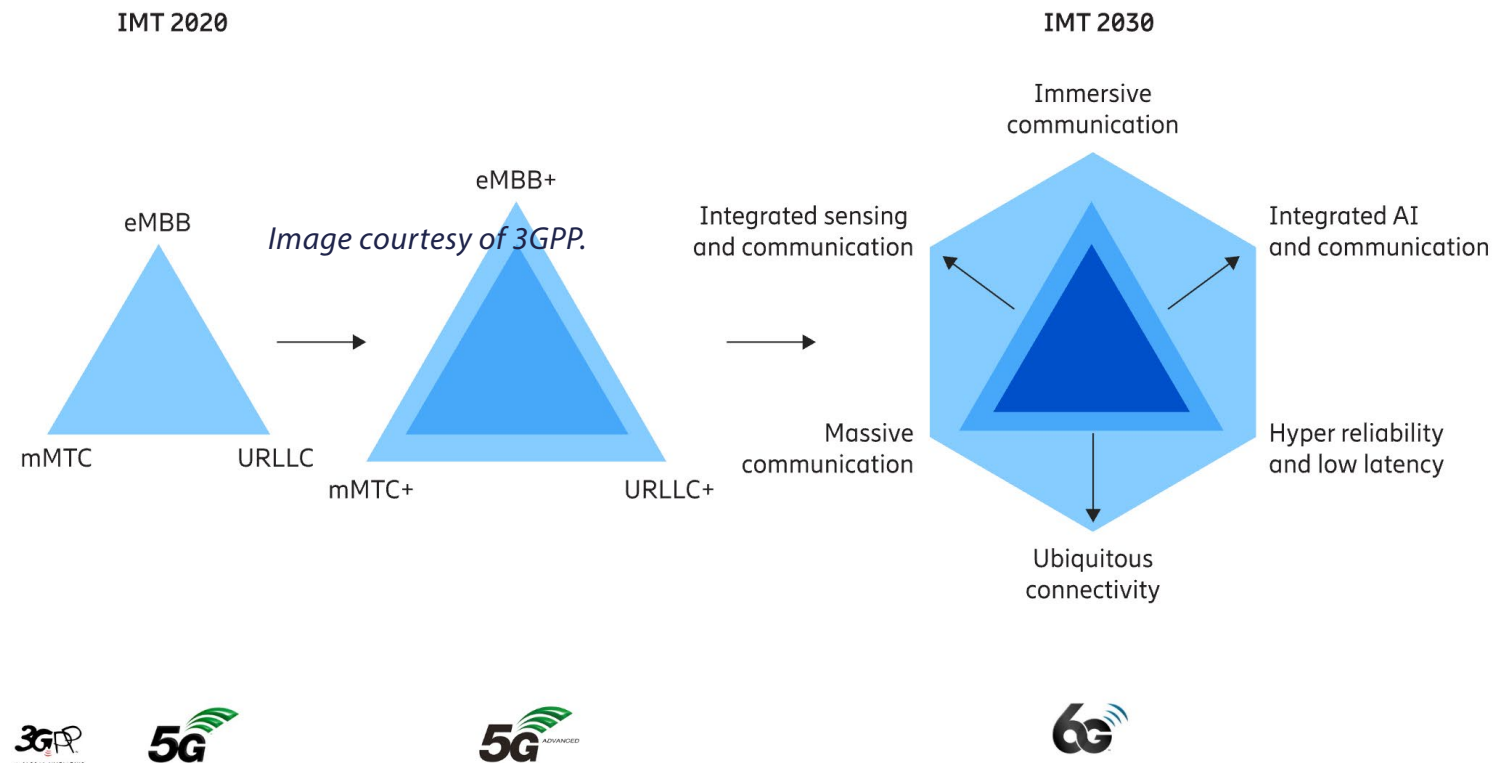 IMT 2020
IMT 2030
Immersive
communication
eMBB+
eMBB
Image courtesy of 3GPP.
Integrated sensing
and communication
Integrated AI
and communication
mMTC
URLLC
mMTC+
URLLC+
Massive
communication
Hyper reliability
and low latency
Ubiquitous
connectivity
3GPP
5G
5G ADVANCED
6G